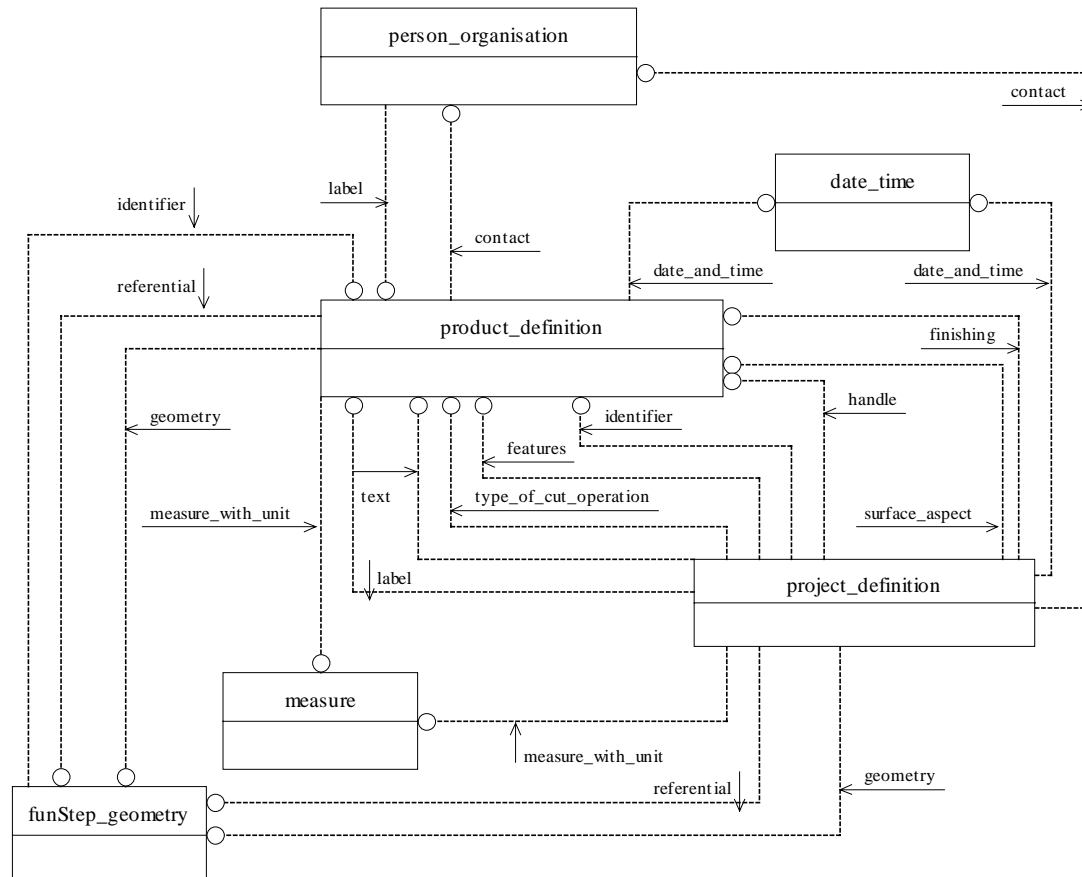 person_organisation
contact
date_time
label
identifier
contact
date_and_time
date_and_time
referential
product_definition
finishing
geometry
handle
identifier
features
text
type_of_cut_operation
measure_with_unit
surface_aspect
label
project_definition
measure
measure_with_unit
geometry
referential
funStep_geometry